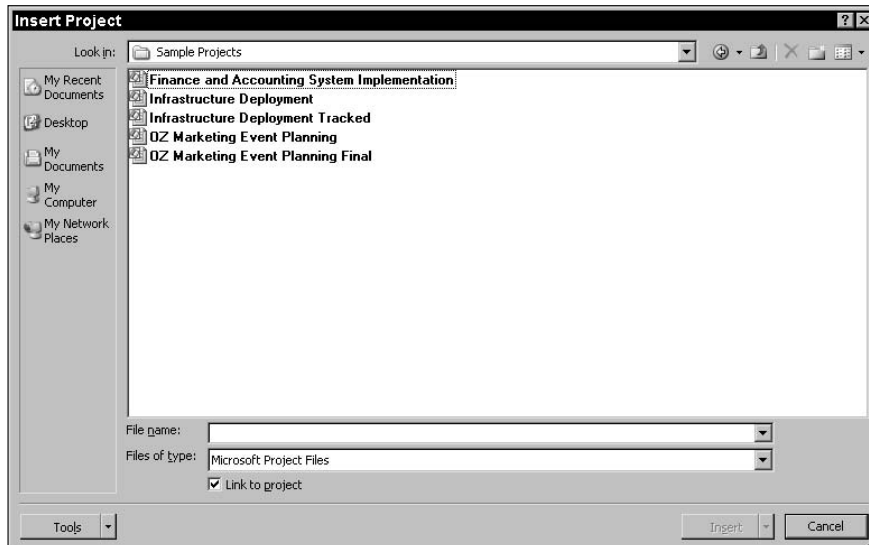 Insert Project
Look in:
Sample Projects
My Recent
Documents
Desktop
My
Documents
My
Computer
My Network
Places
Finance and Accounting System Implementation
Infrastructure Deployment
Infrastructure Deployment Tracked
OZ Marketing Event Planning
OZ Marketing Event Planning Final
File name:
Files of type:
Microsoft Project Files
Link to project
Tools
Insert
Cancel